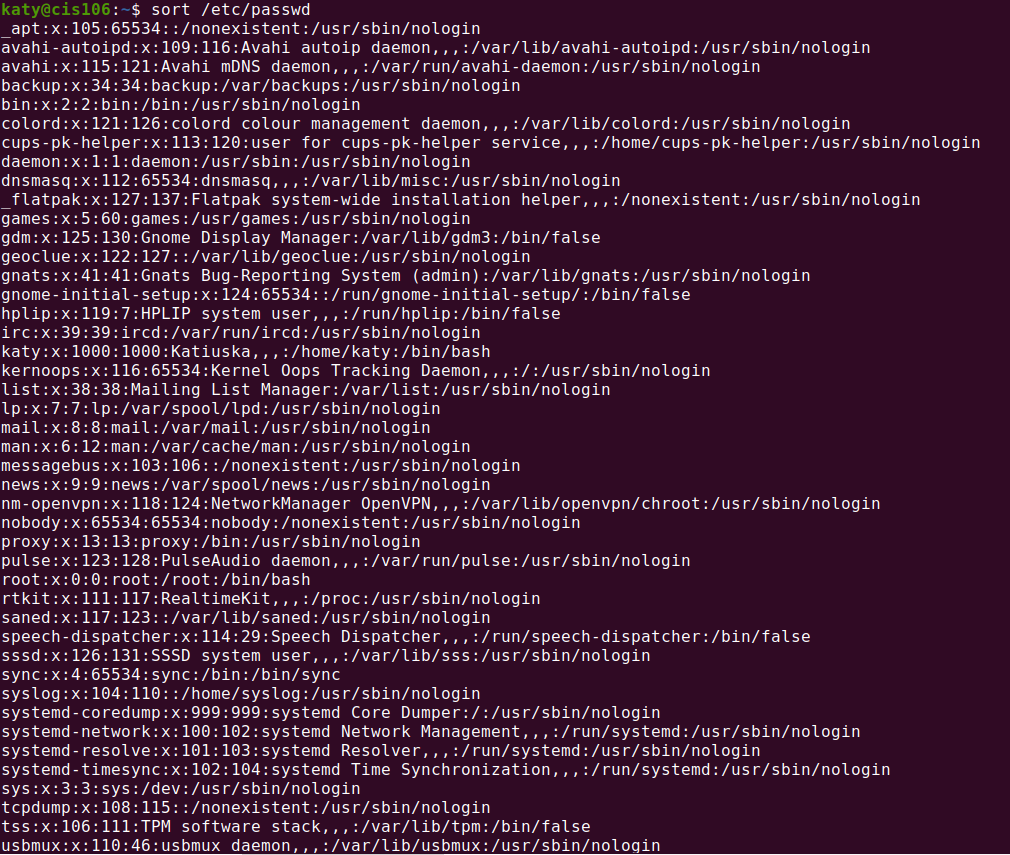 katy@cis106:~$ sort /etc/passwd
_apt:x:105:65534::/nonexistent:/usr/sbin/nologin
avahi-autoipd:x:109:116:Avahi autoip daemon,,,:/var/lib/avahi-autoipd:/usr/sbin/nologin
avahi:x:115:121:Avahi mDNS daemon,,,:/var/run/avahi-daemon:/usr/sbin/nologin
backup:x:34:34:backup:/var/backups:/usr/sbin/nologin
bin:x:2:2:bin:/bin:/usr/sbin/nologin
colord:x:121:126:colord colour management daemon,,,:/var/lib/colord:/usr/sbin/nologin
cups-pk-helper:x:113:120:user for cups-pk-helper service,,,:/home/cups-pk-helper:/usr/sbin/nologin
daemon:x:1:1:daemon:/usr/sbin:/usr/sbin/nologin
dnsmasq:x:112:65534:dnsmasq,,,:/var/lib/misc:/usr/sbin/nologin
_flatpak:x:127:137:Flatpak system-wide installation helper,,,:/nonexistent:/usr/sbin/nologin
games:x:5:60:games:/usr/games:/usr/sbin/nologin
gdm:x:125:130:Gnome Display Manager:/var/lib/gdm3:/bin/false
geoclue:x:122:127::/var/lib/geoclue:/usr/sbin/nologin
gnats:x:41:41:Gnats Bug-Reporting System (admin):/var/lib/gnats:/usr/sbin/nologin
gnome-initial-setup:x:124:65534::/run/gnome-initial-setup/:/bin/false
hplip:x:119:7:HPLIP system user,,,:/run/hplip:/bin/false
irc:x:39:39:ircd:/var/run/ircd:/usr/sbin/nologin
katy:x:1000:1000:Katiuska,,,:/home/katy:/bin/bash
kernoops:x:116:65534:Kernel Oops Tracking Daemon,,,:/:/usr/sbin/nologin
list:x:38:38:Mailing List Manager:/var/list:/usr/sbin/nologin
lp:x:7:7:lp:/var/spool/lpd:/usr/sbin/nologin
mail:x:8:8:mail:/var/mail:/usr/sbin/nologin
man:x:6:12:man:/var/cache/man:/usr/sbin/nologin
messagebus:x:103:106::/nonexistent:/usr/sbin/nologin
news:x:9:9:news:/var/spool/news:/usr/sbin/nologin
nm-openvpn:x:118:124:NetworkManager OpenVPN,,,:/var/lib/openvpn/chroot:/usr/sbin/nologin
nobody:x:65534:65534:nobody:/nonexistent:/usr/sbin/nologin
proxy:x:13:13:proxy:/bin:/usr/sbin/nologin
pulse:x:123:128:PulseAudio daemon,,,:/var/run/pulse:/usr/sbin/nologin
root:x:0:0:root:/root:/bin/bash
rtkit:x:111:117:RealtimeKit,,,:/proc:/usr/sbin/nologin
saned:x:117:123::/var/lib/saned:/usr/sbin/nologin
speech-dispatcher:x:114:29:Speech Dispatcher,,,:/run/speech-dispatcher:/bin/false
sssd:x:126:131:SSSD system user,,,:/var/lib/sss:/usr/sbin/nologin
sync:x:4:65534:sync:/bin:/bin/sync
syslog:x:104:110::/home/syslog:/usr/sbin/nologin
systemd-coredump:x:999:999:systemd Core Dumper:/:/usr/sbin/nologin
systemd-network:x:100:102:systemd Network Management,,,:/run/systemd:/usr/sbin/nologin
systemd-resolve:x:101:103:systemd Resolver,,,:/run/systemd:/usr/sbin/nologin
systemd-timesync:x:102:104:systemd Time Synchronization,,,:/run/systemd:/usr/sbin/nologin
sys:x:3:3:sys:/dev:/usr/sbin/nologin
tcpdump:x:108:115::/nonexistent:/usr/sbin/nologin
tss:x:106:111:TPM software stack,,,:/var/lib/tpm:/bin/false
usbmux:x:110:46:usbmux daemon,,,:/var/lib/usbmux:/usr/sbin/nologin